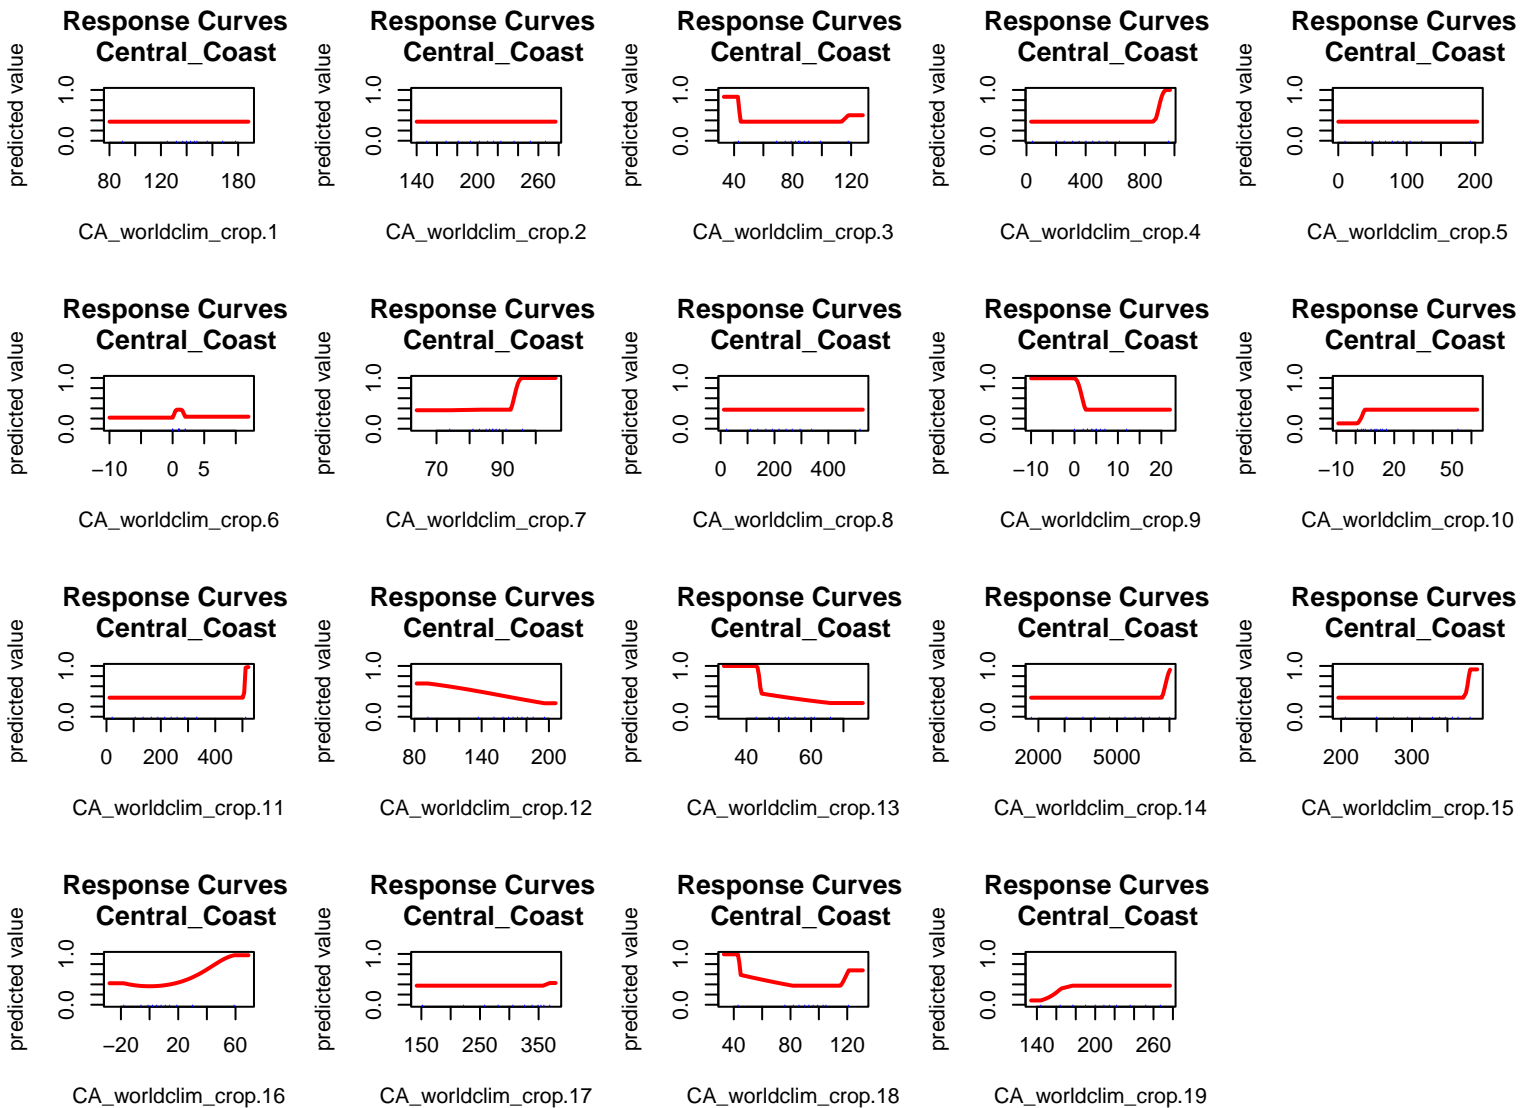 Response Curves
Central_Coast
predicted value
1.0
0.0
80 120 180
CA_worldclim_crop.1
Response Curves
Central_Coast
predicted value
1.0
0.0
140 200 260
CA_worldclim_crop.2
Response Curves
Central_Coast
predicted value
1.0
0.0
40 80 120
CA_worldclim_crop.3
Response Curves
Central_Coast
predicted value
1.0
0.0
0 400 800
CA_worldclim_crop.4
Response Curves
Central_Coast
predicted value
1.0
0.0
0 100 200
CA_worldclim_crop.5
Response Curves
Central_Coast
predicted value
1.0
0.0
−10 0 5
CA_worldclim_crop.6
Response Curves
Central_Coast
predicted value
1.0
0.0
70 90
CA_worldclim_crop.7
Response Curves
Central_Coast
predicted value
1.0
0.0
0 200 400
CA_worldclim_crop.8
Response Curves
Central_Coast
predicted value
1.0
0.0
−10 0 10 20
CA_worldclim_crop.9
Response Curves
Central_Coast
predicted value
1.0
0.0
−10 20 50
CA_worldclim_crop.10
Response Curves
Central_Coast
predicted value
1.0
0.0
0 200 400
CA_worldclim_crop.11
Response Curves
Central_Coast
predicted value
1.0
0.0
80 140 200
CA_worldclim_crop.12
Response Curves
Central_Coast
predicted value
1.0
0.0
40 60
CA_worldclim_crop.13
Response Curves
Central_Coast
predicted value
1.0
0.0
2000 5000
CA_worldclim_crop.14
Response Curves
Central_Coast
predicted value
1.0
0.0
200 300
CA_worldclim_crop.15
Response Curves
Central_Coast
predicted value
1.0
0.0
−20 20 60
CA_worldclim_crop.16
Response Curves
Central_Coast
predicted value
1.0
0.0
150 250 350
CA_worldclim_crop.17
Response Curves
Central_Coast
predicted value
1.0
0.0
40 80 120
CA_worldclim_crop.18
Response Curves
Central_Coast
predicted value
1.0
0.0
140 200 260
CA_worldclim_crop.19